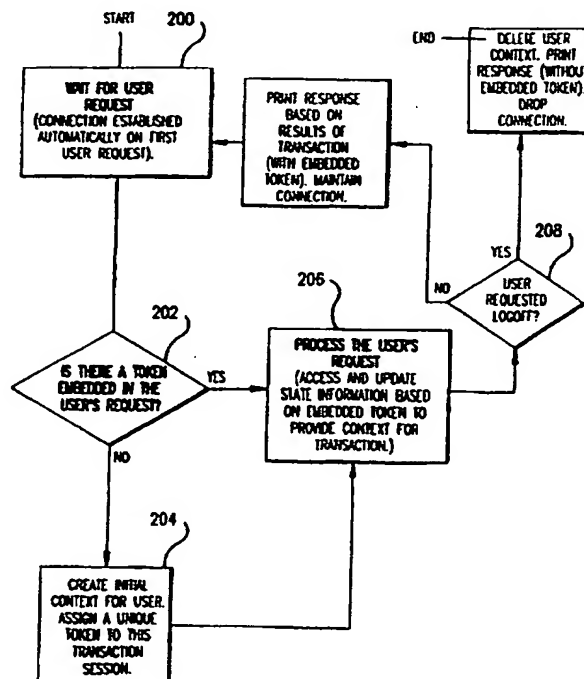 START
200
WAIT FOR USER
REQUEST
(CONNECTION ESTABLISHED
AUTOMATICALLY ON FIRST
USER REQUEST).
PRINT RESPONSE
BASED ON
RESULTS OF
TRANSACTION
(WITH EMBEDDED
TOKEN). MAINTAIN
CONNECTION.
END
DELETE USER
CONTEXT. PRINT
RESPONSE (WITHOUT
EMBEDDED TOKEN).
DROP
CONNECTION.
208
YES
NO
USER
REQUESTED
LOGOFF?
202
IS THERE A TOKEN
EMBEDDED IN THE
USER'S REQUEST?
YES
NO
206
PROCESS THE USER'S
REQUEST
(ACCESS AND UPDATE
STATE INFORMATION BASED
ON EMBEDDED TOKEN TO
PROVIDE CONTEXT FOR
TRANSACTION.)
204
CREATE INITIAL
CONTEXT FOR USER.
ASSIGN A UNIQUE
TOKEN TO THIS
TRANSACTION
SESSION.